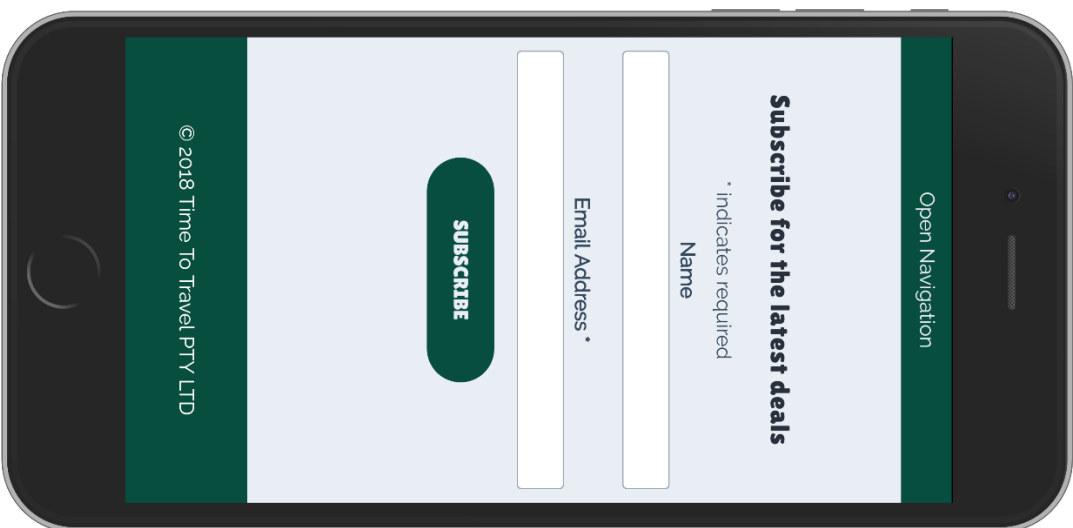 Open Navigation
Subscribe for the latest deals
* indicates required
Name
Email Address *
SUBSCRIBE
© 2018 Time To Travel PTY LTD